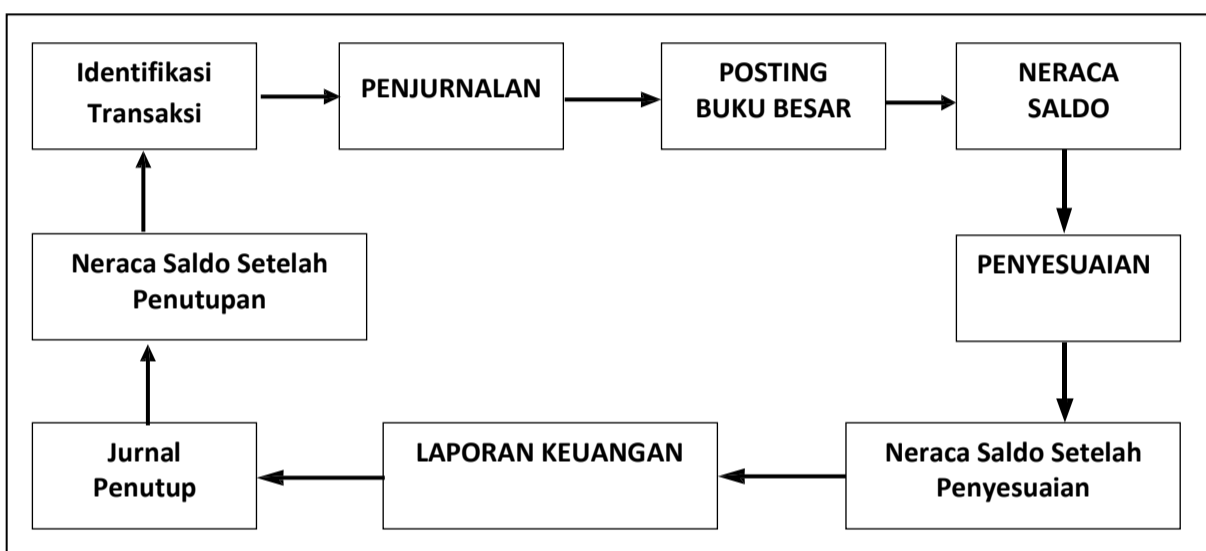 Identifikasi
Transaksi
PENJURNALAN
POSTING
BUKU BESAR
NERACA
SALDO
PENYESUAIAN
Neraca Saldo Setelah
Penyesuaian
LAPORAN KEUANGAN
Jurnal
Penutup
Neraca Saldo Setelah
Penutupan